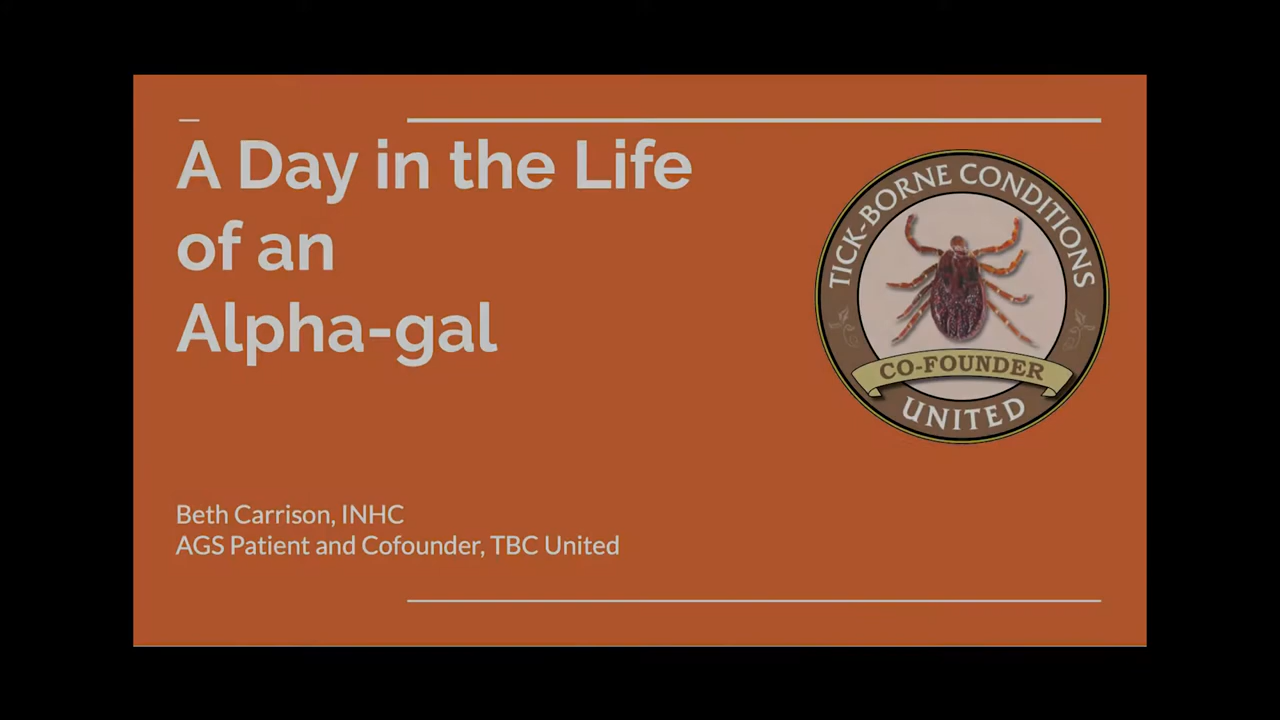 A Day in the Life
of an
Alpha-gal
TICK-BORNE CONDITIONS
CO-FOUNDER
UNITED
Beth Carrison, INHC
AGS Patient and Cofounder, TBC United